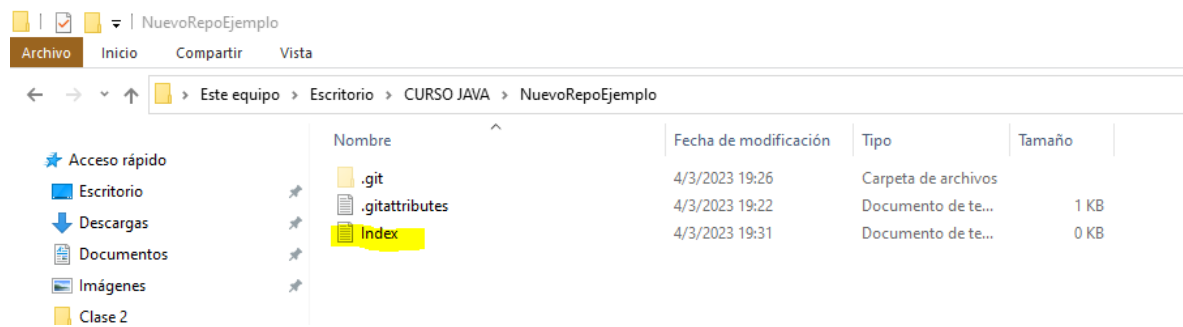 NuevoRepoEjemplo
Archivo Inicio Compartir Vista
Este equipo > Escritorio > CURSO JAVA > NuevoRepoEjemplo
Nombre Fecha de modificación Tipo Tamaño
Acceso rápido
Escritorio
Descargas
Documentos
Imágenes
Clase 2
.git 4/3/2023 19:26 Carpeta de archivos
.gitattributes 4/3/2023 19:22 Documento de te... 1 KB
Index 4/3/2023 19:31 Documento de te... 0 KB